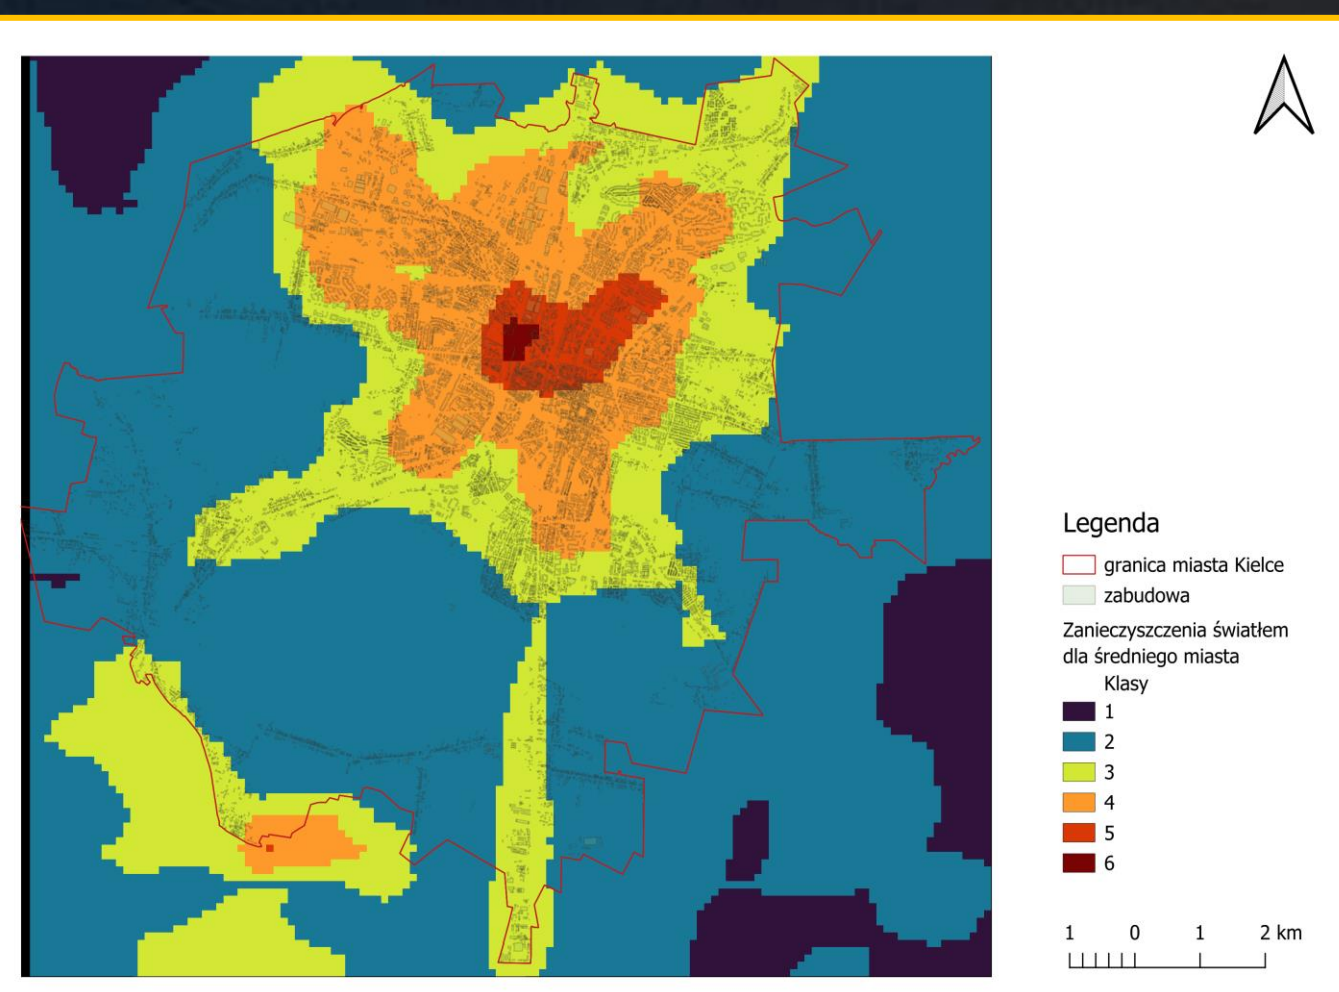 Legenda
granica miasta Kielce
zabudowa
Zanieczyszczenia światłem
dla średniego miasta
Klasy
1
2
3
4
5
6
1 0 1 2 km